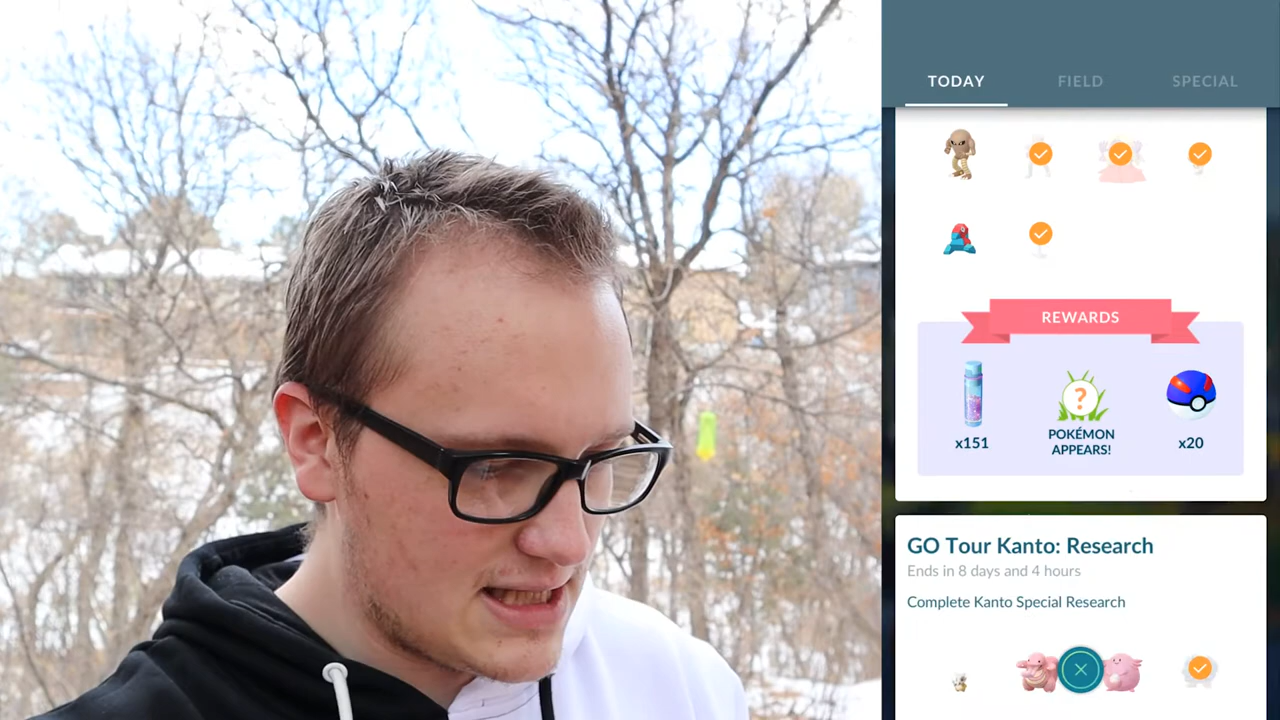 TODAY FIELD SPECIAL
REWARDS
x151
POKÉMON
APPEARS!
x20
GO Tour Kanto: Research
Ends in 8 days and 4 hours
Complete Kanto Special Research